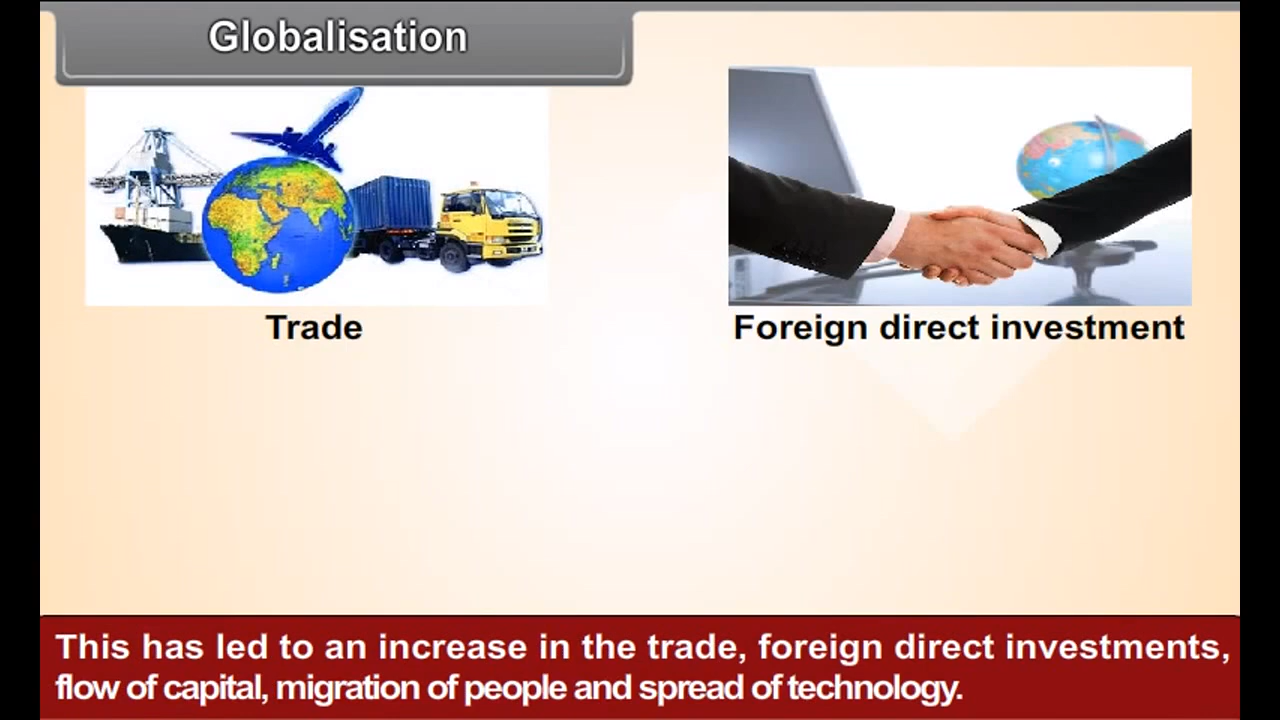 Globalisation
Trade
Foreign direct investment
This has led to an increase in the trade, foreign direct investments,
flow of capital, migration of people and spread of technology.